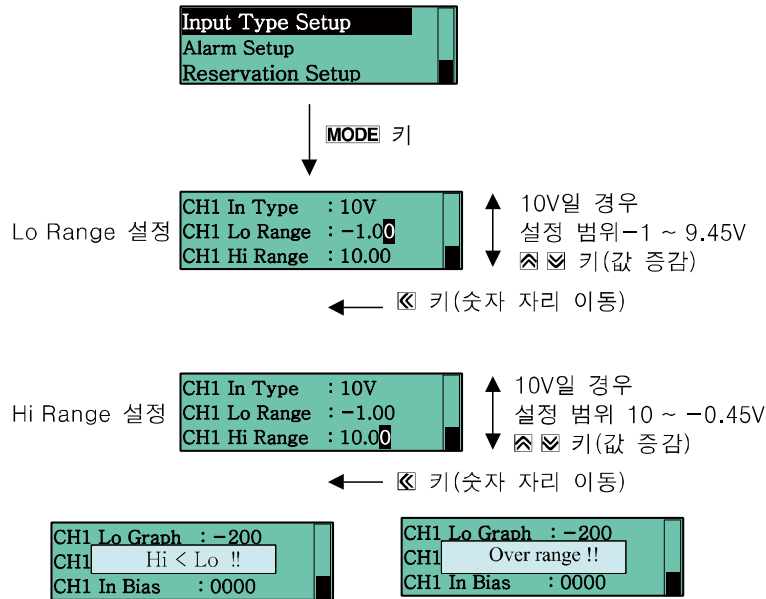 Input Type Setup
Alarm Setup
Reservation Setup
MODE 키
Lo Range 설정
CH1 In Type : 10V
CH1 Lo Range : -1.00
CH1 Hi Range : 10.00
10V일 경우
설정 범위-1 ~ 9.45V
키(값 증감)
키(숫자 자리 이동)
Hi Range 설정
CH1 In Type : 10V
CH1 Lo Range : -1.00
CH1 Hi Range : 10.00
10V일 경우
설정 범위 10 ~ -0.45V
키(값 증감)
키(숫자 자리 이동)
CH1 Lo Graph : -200
CH1
Hi < Lo !!
CH1 In Bias : 0000
CH1 Lo Graph : -200
CH1
Over range !!
CH1 In Bias : 0000